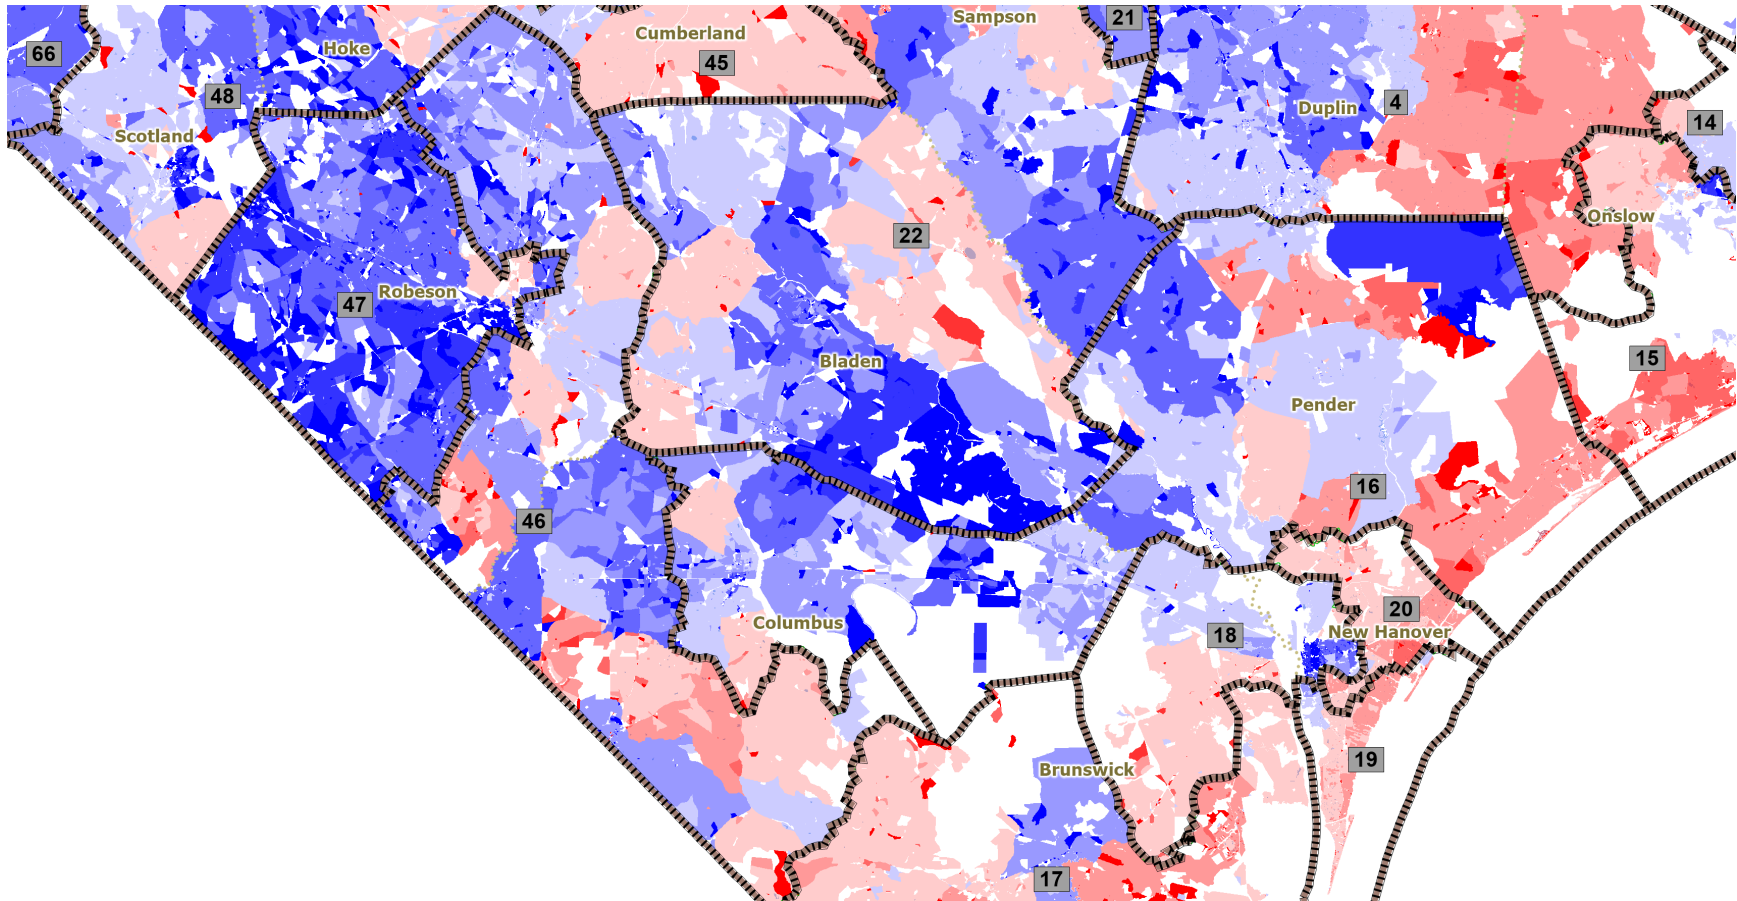 Sampson
21
Cumberland
66
Hoke
45
48
4
Duplin
14
Scotland
Onslow
22
Robeson
47
15
Bladen
Pender
16
46
20
Columbus
New Hanover
18
19
Brunswick
17